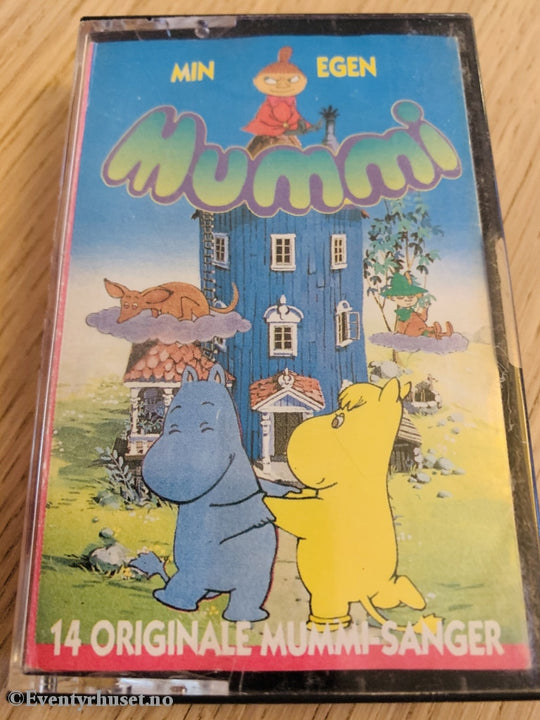 MIN EGEN
Mummi
14 ORIGINALE MUMMI-SANGER
©Eventyrhuset.no